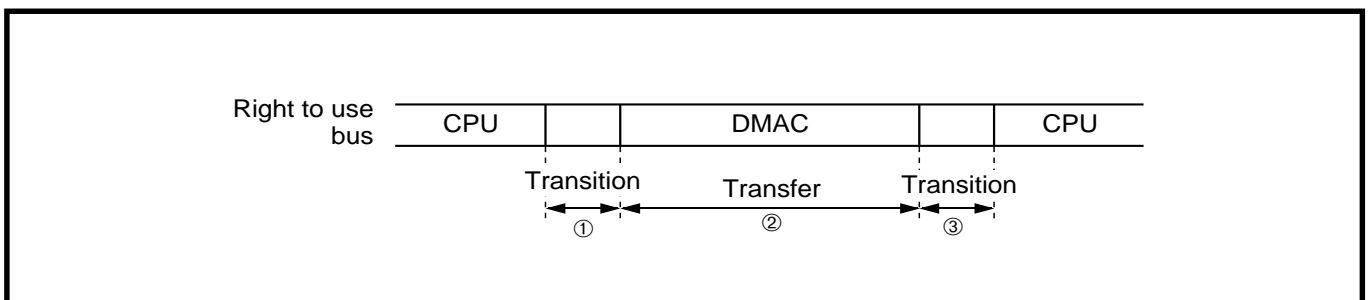 Right to use
bus
CPU
DMAC
CPU
Transition
Transfer
Transition
①
②
③